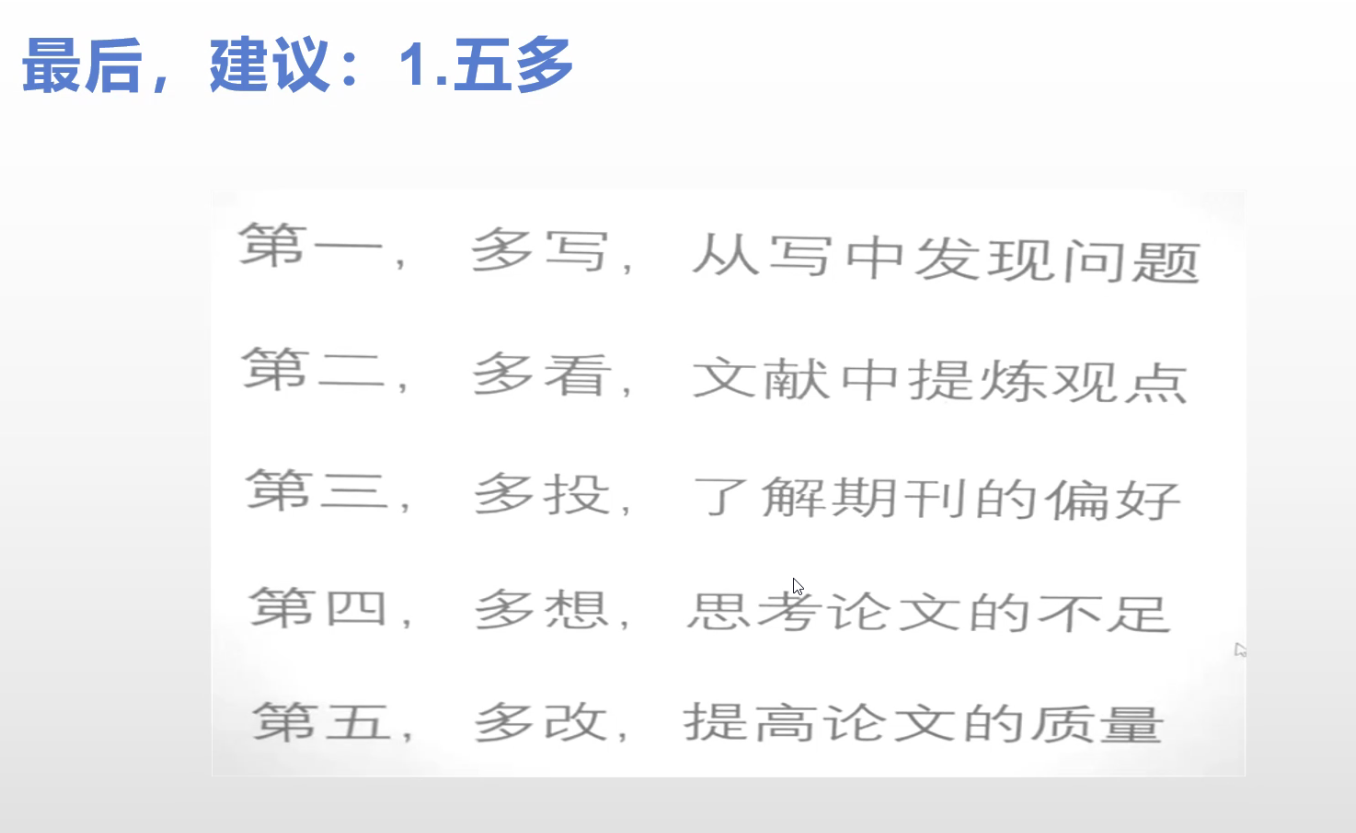 最后，建议：1.五多
第一，多写，从写中发现问题
第二，多看，文献中提炼观点
第三，多投，了解期刊的偏好
第四，多想，思考论文的不足
第五，多改，提高论文的质量